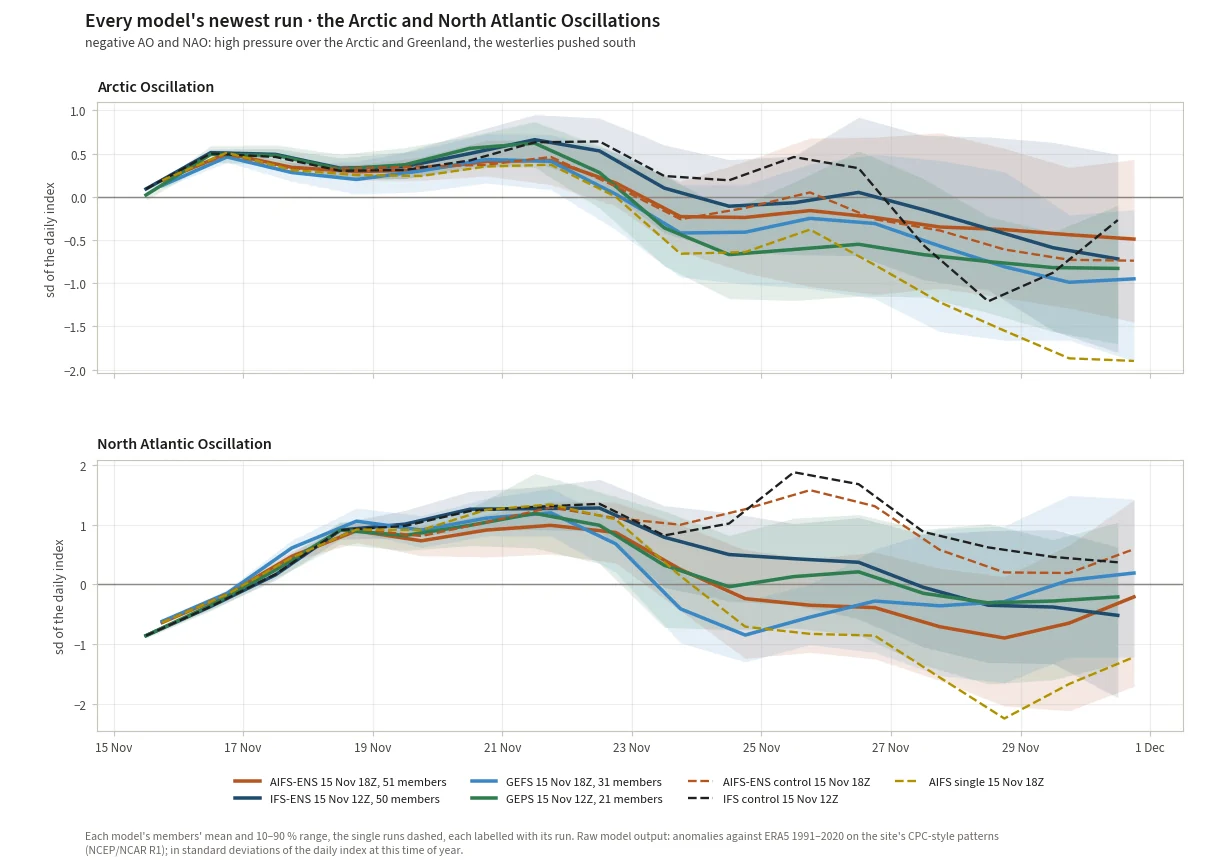 Every model's newest run · the Arctic and North Atlantic Oscillations
negative AO and NAO: high pressure over the Arctic and Greenland, the westerlies pushed south
Arctic Oscillation
1.0
0.5
0.0
−0.5
−1.0
−1.5
−2.0
sd of the daily index
North Atlantic Oscillation
2
1
0
−1
−2
sd of the daily index
15 Nov 17 Nov 19 Nov 21 Nov 23 Nov 25 Nov 27 Nov 29 Nov 1 Dec
AIFS-ENS 15 Nov 18Z, 51 members GEFS 15 Nov 18Z, 31 members AIFS-ENS control 15 Nov 18Z AIFS single 15 Nov 18Z
IFS-ENS 15 Nov 12Z, 50 members GEPS 15 Nov 12Z, 21 members IFS control 15 Nov 12Z
Each model's members' mean and 10–90 % range, the single runs dashed, each labelled with its run. Raw model output: anomalies against ERA5 1991–2020 on the site's CPC-style patterns
(NCEP/NCAR R1); in standard deviations of the daily index at this time of year.